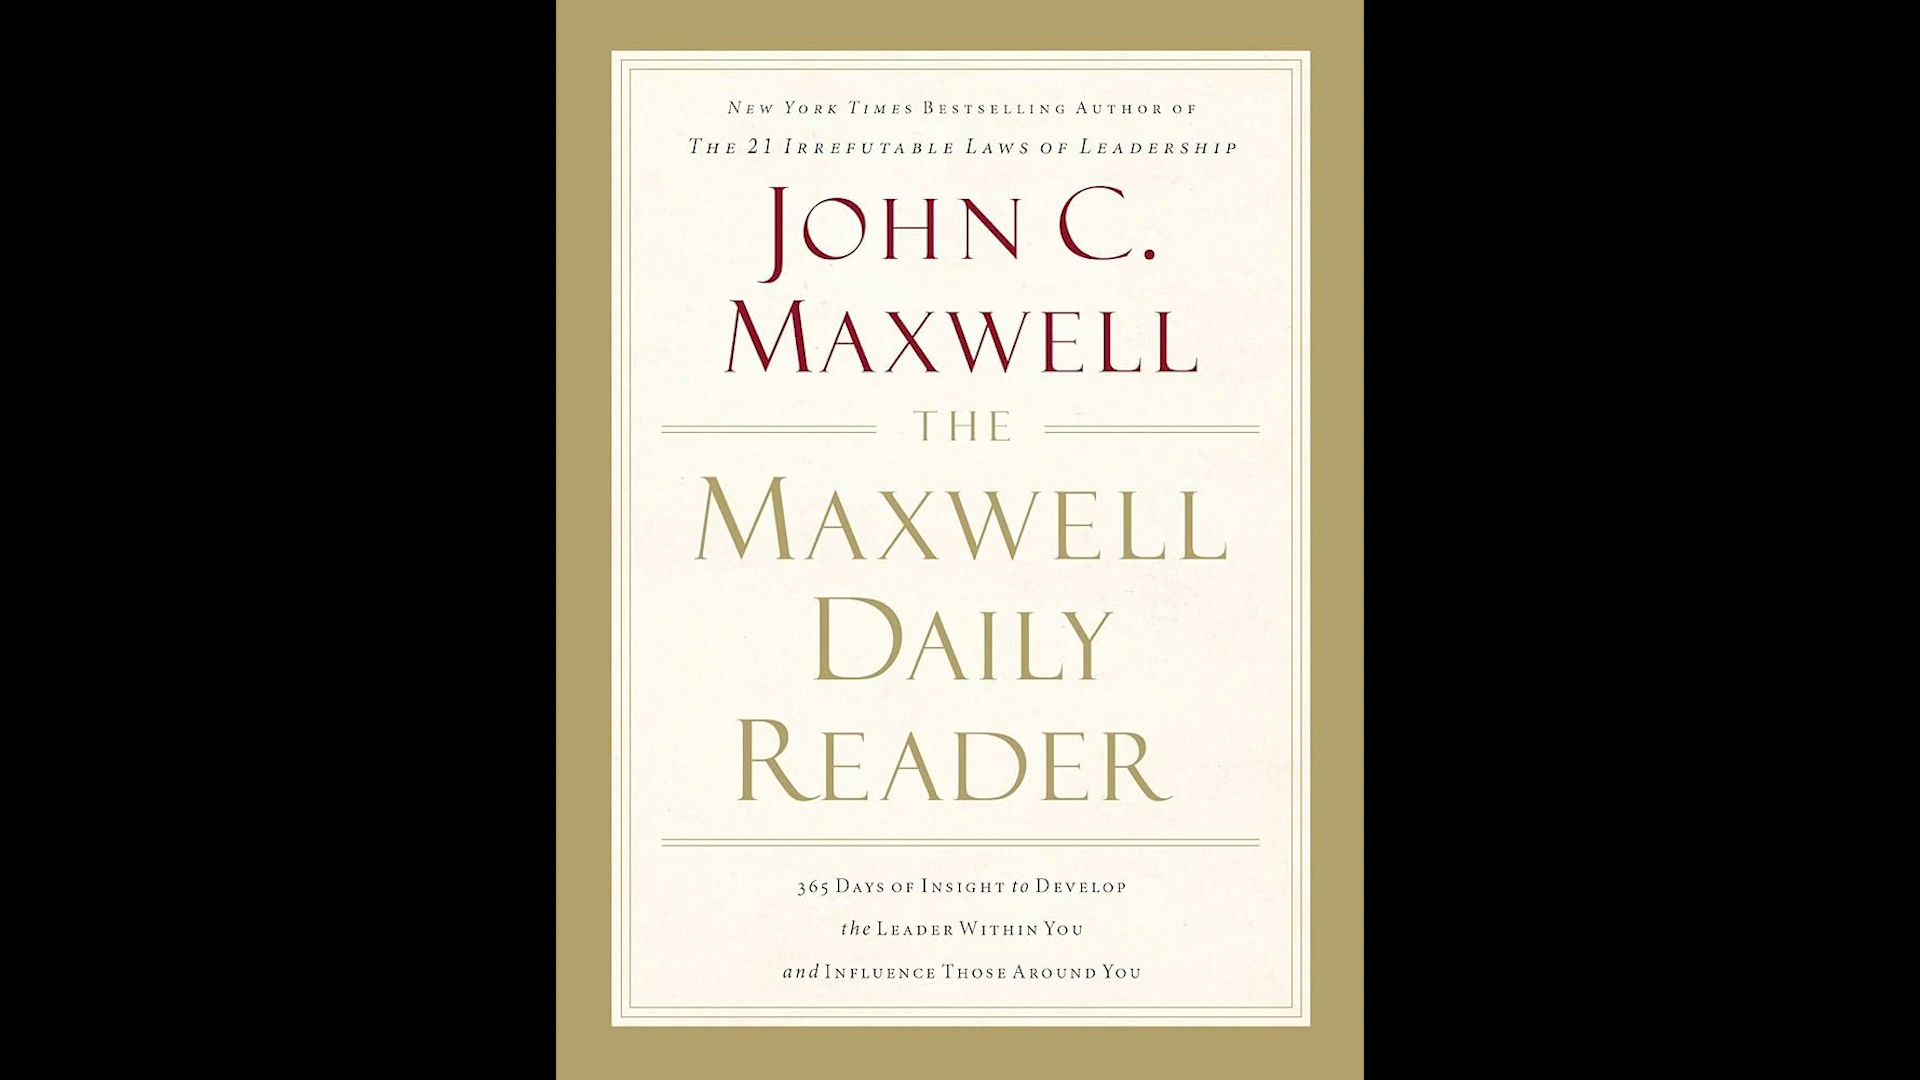 NEW YORK TIMES BESTSELLING AUTHOR OF
THE 21 IRREFUTABLE LAWS OF LEADERSHIP
JOHN C.
MAXWELL
THE
MAXWELL
DAILY
READER
365 DAYS OF INSIGHT to DEVELOP
the LEADER WITHIN YOU
and INFLUENCE THOSE AROUND YOU